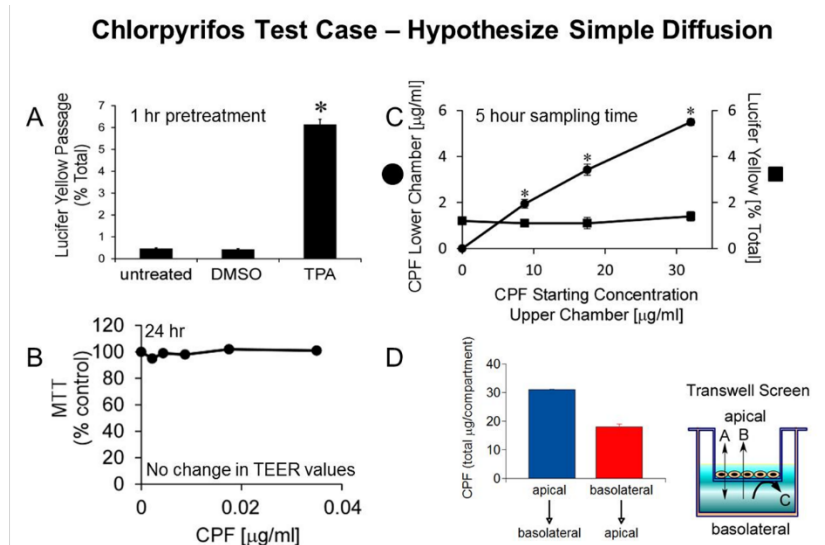 Chlorpyrifos Test Case – Hypothesize Simple Diffusion
A
1 hr pretreatment
Lucifer Yellow Passage
(% Total)
7
6
5
4
3
2
1
0
*
untreated DMSO TPA
C
5 hour sampling time
CPF Lower Chamber [µg/ml]
6
4
2
0
* * *
6
4
2
0
Lucifer Yellow
[% Total]
0 10 20 30
CPF Starting Concentration
Upper Chamber [µg/ml]
B
24 hr
MTT
(% control)
120
100
80
60
40
20
0
No change in TEER values
0 0.02 0.04
CPF [µg/ml]
D
CPF (total µg/compartment)
40
30
20
10
0
apical basolateral
basolateral apical
Transwell Screen
apical
A B
C
basolateral